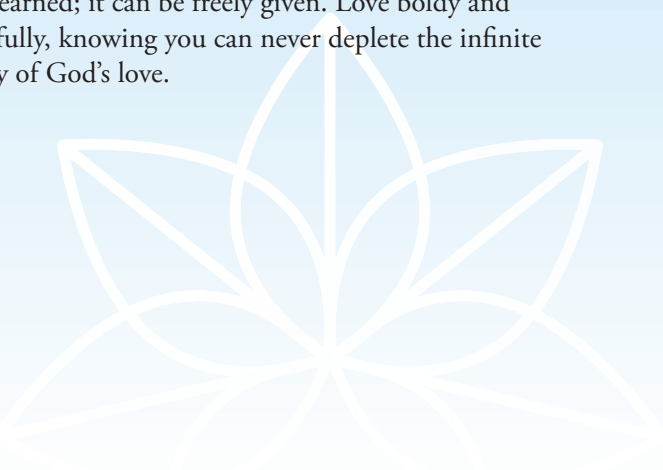 earned; it can be freely given. Love boldy and
fully, knowing you can never deplete the infinite
y of God’s love.